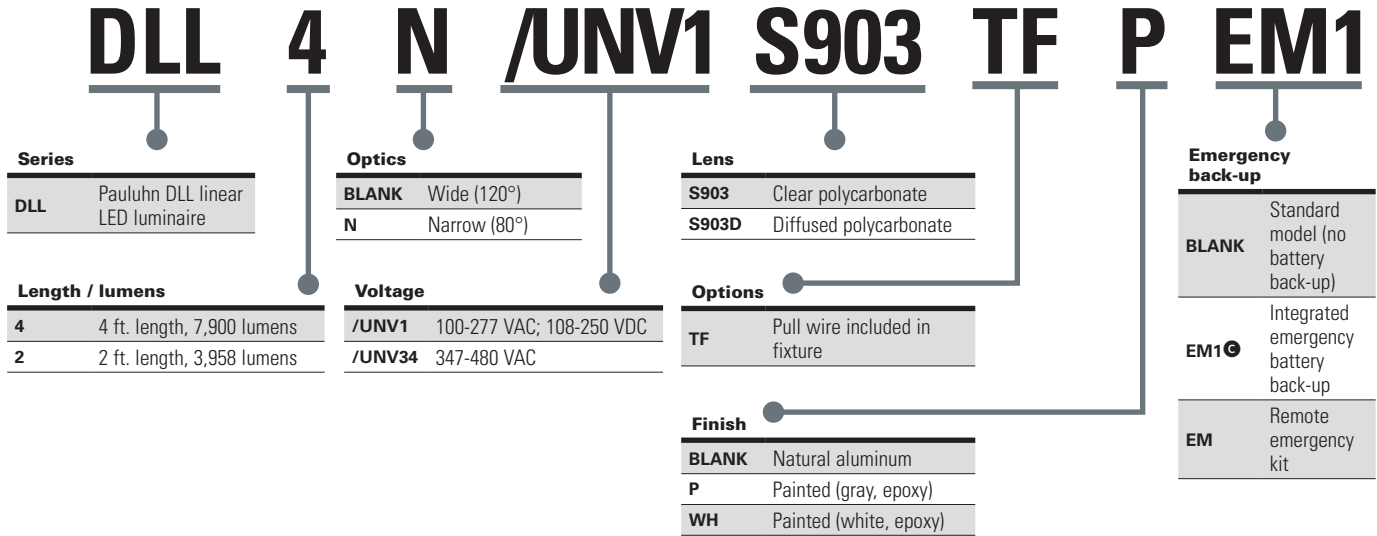 DLL 4 N /UNV1 S903 TF P EM1
Series
DLL Pauluhn DLL linear
LED luminaire
Length / lumens
4 4 ft. length, 7,900 lumens
2 2 ft. length, 3,958 lumens
Optics
BLANK Wide (120°)
N Narrow (80°)
Voltage
/UNV1 100-277 VAC; 108-250 VDC
/UNV34 347-480 VAC
Lens
S903 Clear polycarbonate
S903D Diffused polycarbonate
Options
TF Pull wire included in
fixture
Finish
BLANK Natural aluminum
P Painted (gray, epoxy)
WH Painted (white, epoxy)
Emergency
back-up
BLANK Standard
model (no
battery
back-up)
EM1 C Integrated
emergency
battery
back-up
EM Remote
emergency
kit